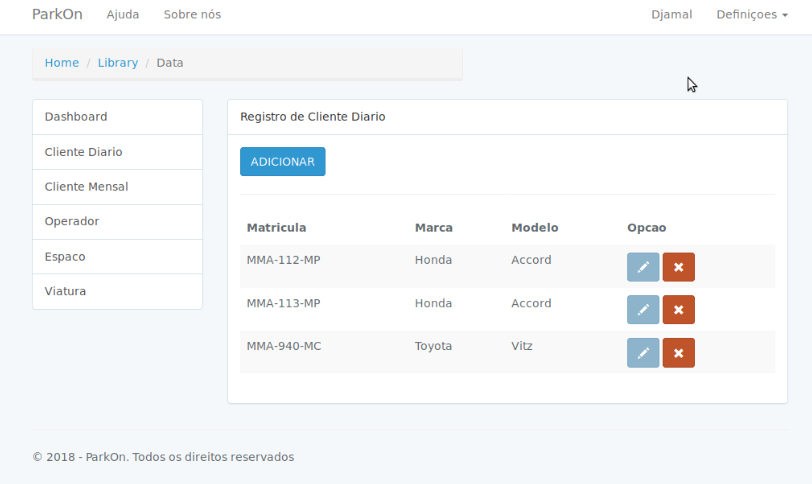 ParkOn Ajuda Sobre nós Djamal Definiçoes
Home / Library / Data
Dashboard
Cliente Diario
Cliente Mensal
Operador
Espaco
Viatura
Registro de Cliente Diario
ADICIONAR
Matricula Marca Modelo Opcao
MMA-112-MP Honda Accord
MMA-113-MP Honda Accord
MMA-940-MC Toyota Vitz
© 2018 - ParkOn. Todos os direitos reservados